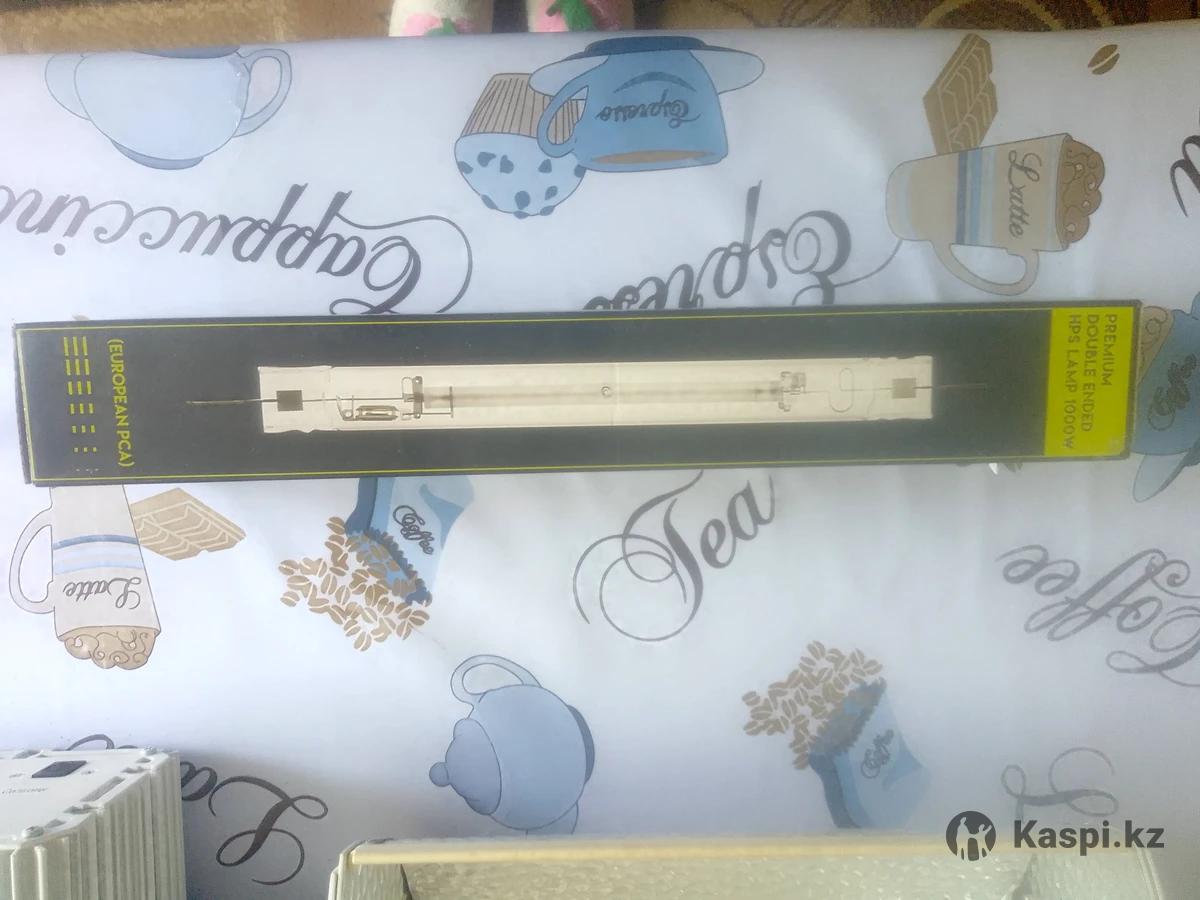 Espresso
Latte
Cappuccino
Espresso
PREMIUM
DOUBLE ENDED
HPS LAMP 1000W
(EUROPEAN PCA)
Coffee
Coffee
Tea
Latte
Coffee
Coffee
Kaspi.kz